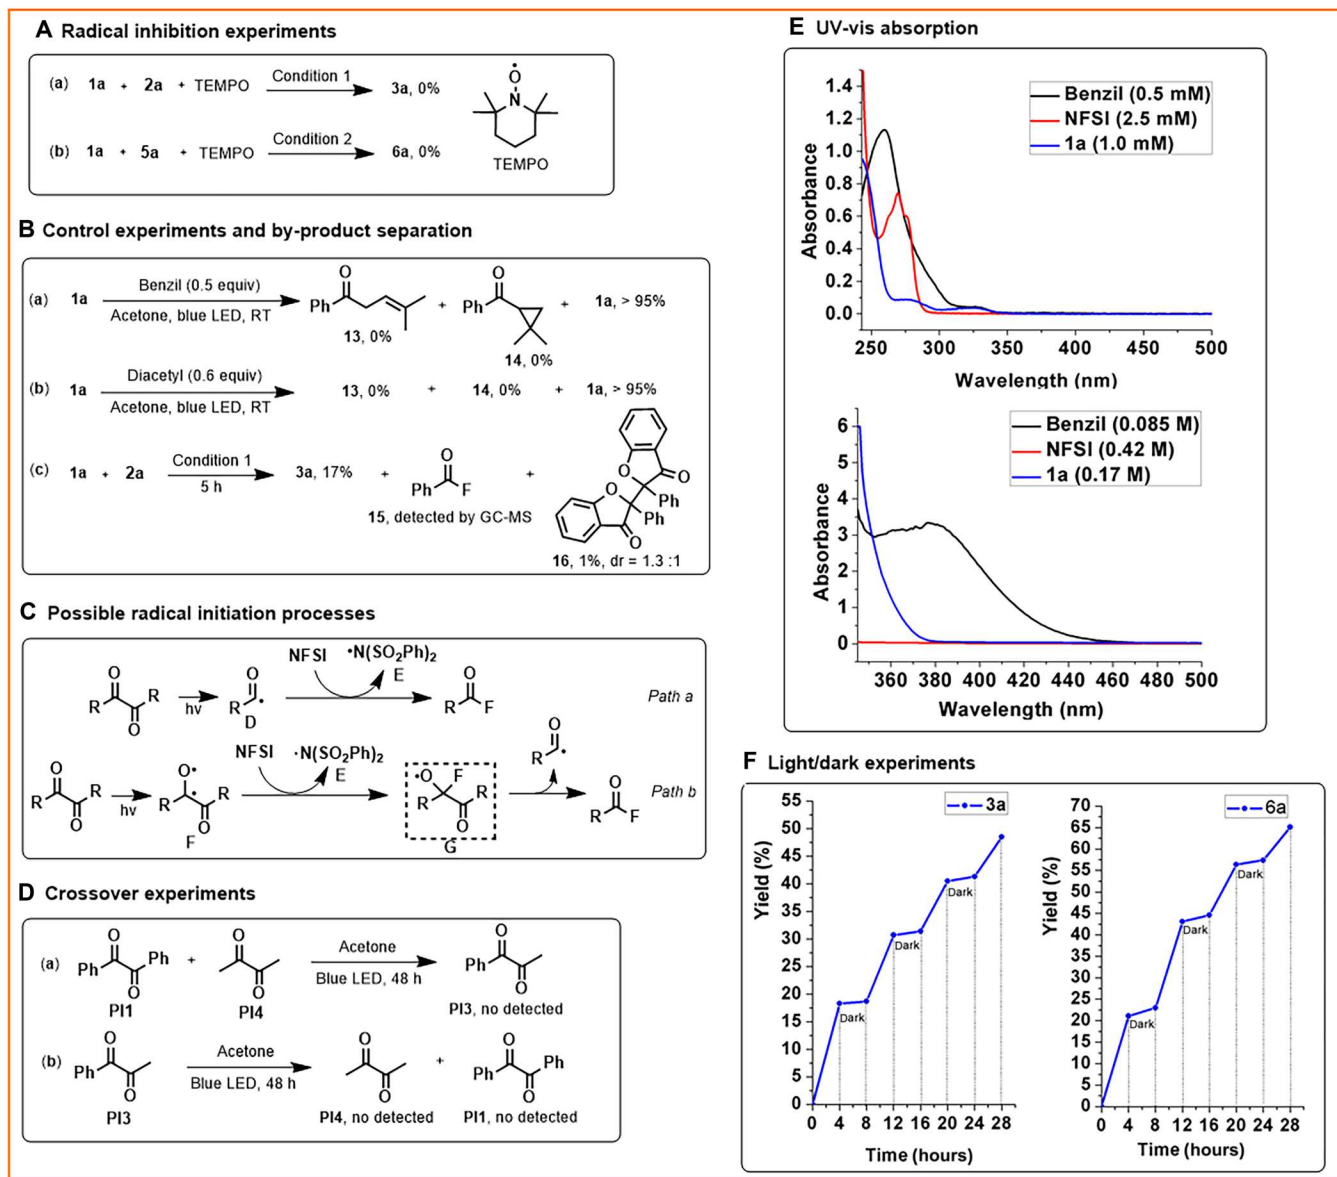 A Radical inhibition experiments
(a) 1a + 2a + TEMPO Condition 1 3a, 0%
(b) 1a + 5a + TEMPO Condition 2 6a, 0%
O
N
TEMPO
B Control experiments and by-product separation
(a) 1a Benzil (0.5 equiv)
Acetone, blue LED, RT
O
Ph
13, 0%
+
O
Ph
14, 0%
+ 1a, > 95%
(b) 1a Diacetyl (0.6 equiv)
Acetone, blue LED, RT
13, 0% + 14, 0% + 1a, > 95%
(c) 1a + 2a Condition 1
5 h
3a, 17% +
O
Ph F
15, detected by GC-MS
+
O
O
Ph
O
Ph
O
16, 1%, dr = 1.3 :1
C Possible radical initiation processes
O
R R
O
hν
O
R
D
NFSI •N(SO2Ph)2
E
O
R F
Path a
O
R R
O
hν
O•
R R
O
F
NFSI •N(SO2Ph)2
E
•O F
R R
O
G
O
R
O
R F
Path b
D Crossover experiments
(a)
O
Ph Ph
O
PI1
+
O
O
PI4
Acetone
Blue LED, 48 h
O
Ph
O
PI3, no detected
(b)
O
Ph
O
PI3
Acetone
Blue LED, 48 h
O
O
PI4, no detected
+
O
Ph Ph
O
PI1, no detected
E UV-vis absorption
Benzil (0.5 mM)
NFSI (2.5 mM)
1a (1.0 mM)
Absorbance
1.4
1.2
1.0
0.8
0.6
0.4
0.2
0.0
250 300 350 400 450 500
Wavelength (nm)
Benzil (0.085 M)
NFSI (0.42 M)
1a (0.17 M)
Absorbance
6
5
4
3
2
1
0
360 380 400 420 440 460 480 500
Wavelength (nm)
F Light/dark experiments
3a
Yield (%)
55
50
45
40
35
30
25
20
15
10
5
0
Dark
Dark
Dark
0 4 8 12 16 20 24 28
Time (hours)
6a
Yield (%)
70
65
60
55
50
45
40
35
30
25
20
15
10
5
0
Dark
Dark
Dark
0 4 8 12 16 20 24 28
Time (hours)